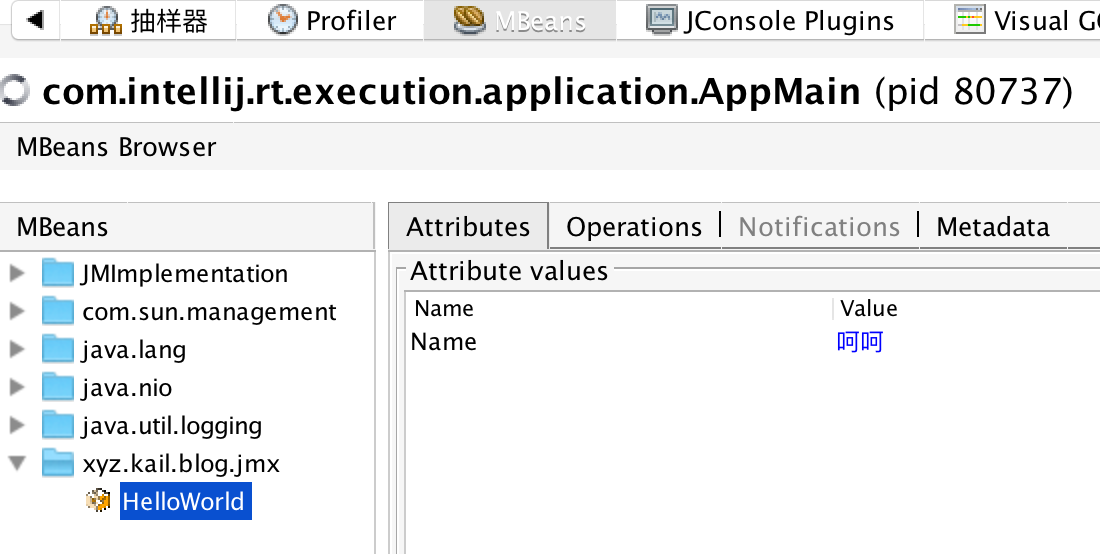 抽样器 Profiler MBeans JConsole Plugins Visual G
com.intellij.rt.execution.application.AppMain (pid 80737)
MBeans Browser
MBeans
Attributes Operations Notifications Metadata
Attribute values
JMImplementation
com.sun.management
java.lang
java.nio
java.util.logging
xyz.kail.blog.jmx
HelloWorld
Name Value
Name 呵呵